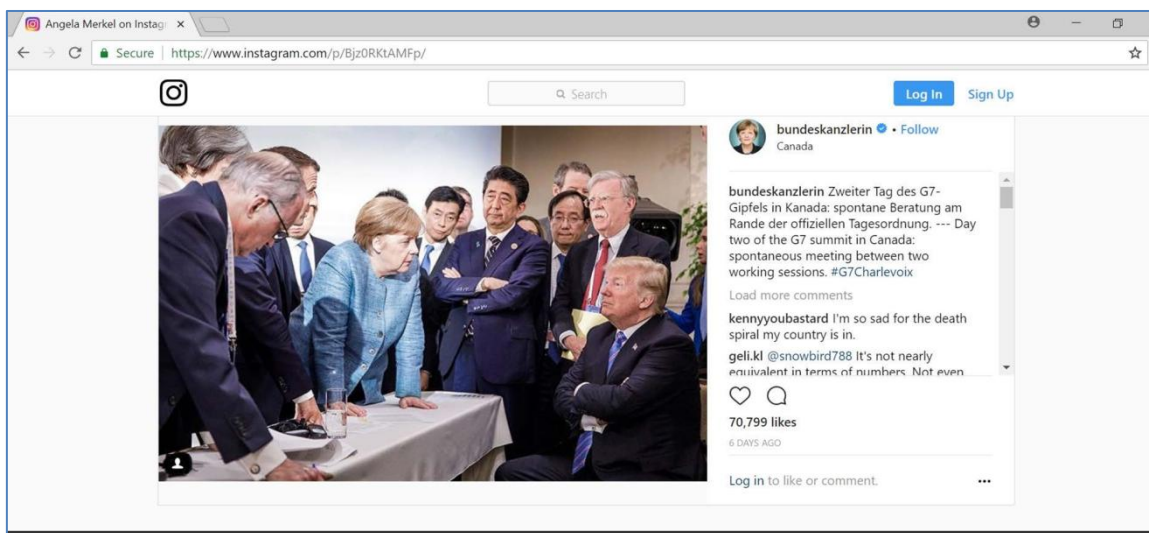 Angela Merkel on Instag
Secure https://www.instagram.com/p/Bjz0RKtAMFp/
Search
Log In Sign Up
bundeskanzlerin • Follow
Canada
bundeskanzlerin Zweiter Tag des G7-
Gipfels in Kanada: spontane Beratung am
Rande der offiziellen Tagesordnung. --- Day
two of the G7 summit in Canada:
spontaneous meeting between two
working sessions. #G7Charlevoix
Load more comments
kennyyoubastard I'm so sad for the death
spiral my country is in.
geli.kl @snowbird788 It's not nearly
equivalent in terms of numbers. Not even
70,799 likes
6 DAYS AGO
Log in to like or comment.